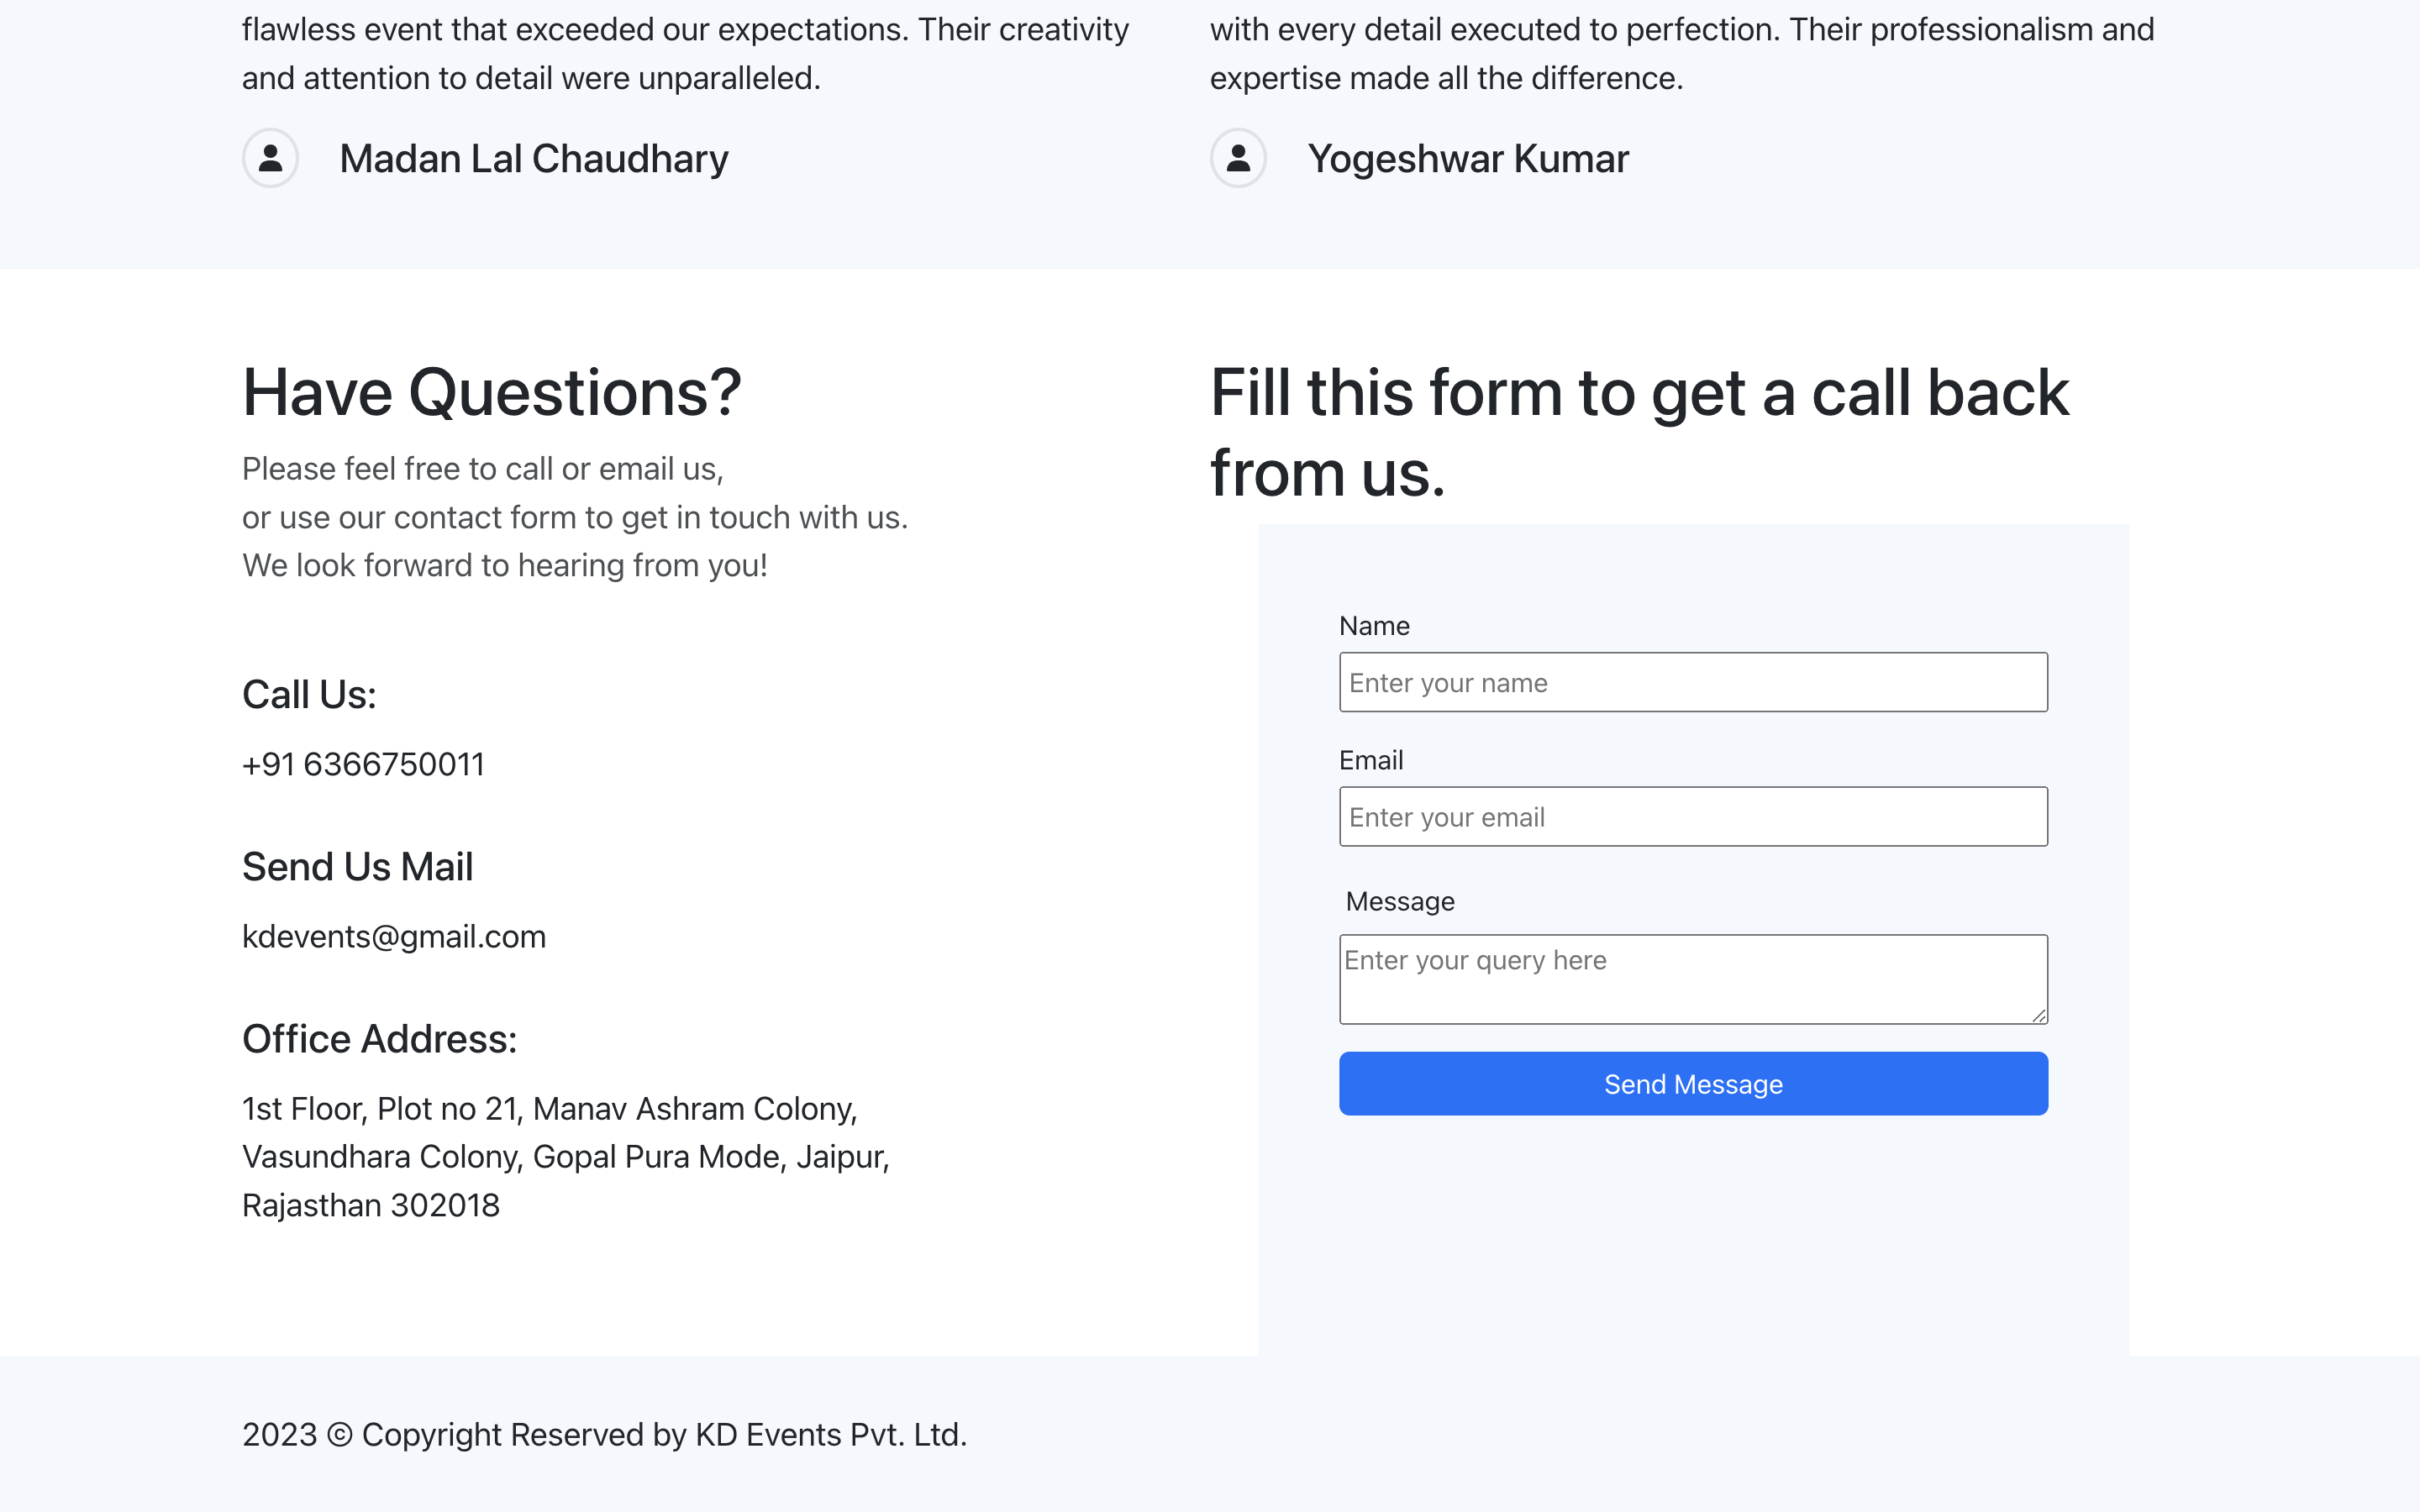 flawless event that exceeded our expectations. Their creativity
and attention to detail were unparalleled.
Madan Lal Chaudhary
with every detail executed to perfection. Their professionalism and
expertise made all the difference.
Yogeshwar Kumar
Have Questions?
Please feel free to call or email us,
or use our contact form to get in touch with us.
We look forward to hearing from you!
Call Us:
+91 6366750011
Send Us Mail
kdevents@gmail.com
Office Address:
1st Floor, Plot no 21, Manav Ashram Colony,
Vasundhara Colony, Gopal Pura Mode, Jaipur,
Rajasthan 302018
Fill this form to get a call back
from us.
Name
Enter your name
Email
Enter your email
Message
Enter your query here
Send Message
2023 © Copyright Reserved by KD Events Pvt. Ltd.